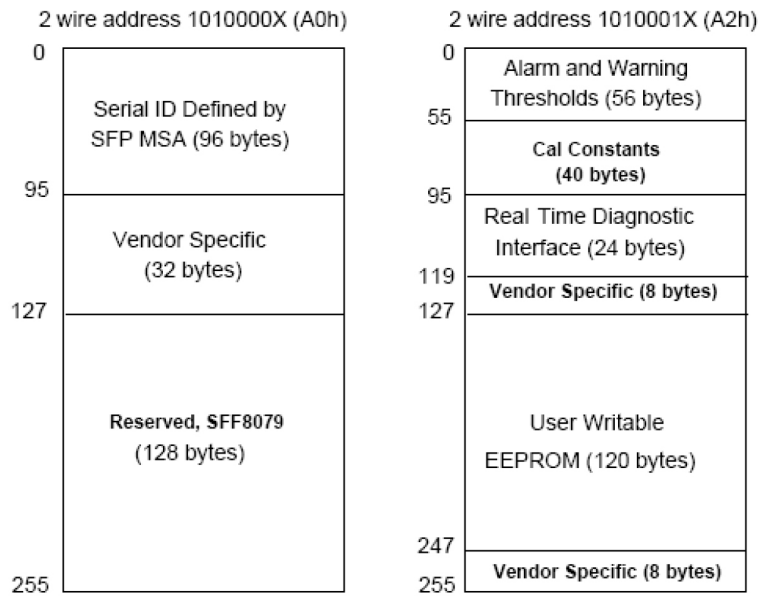 2 wire address 1010000X (A0h)
0
Serial ID Defined by
SFP MSA (96 bytes)
95
Vendor Specific
(32 bytes)
127
Reserved, SFF8079
(128 bytes)
255
2 wire address 1010001X (A2h)
0
Alarm and Warning
Thresholds (56 bytes)
55
Cal Constants
(40 bytes)
95
Real Time Diagnostic
Interface (24 bytes)
119
Vendor Specific (8 bytes)
127
User Writable
EEPROM (120 bytes)
247
Vendor Specific (8 bytes)
255